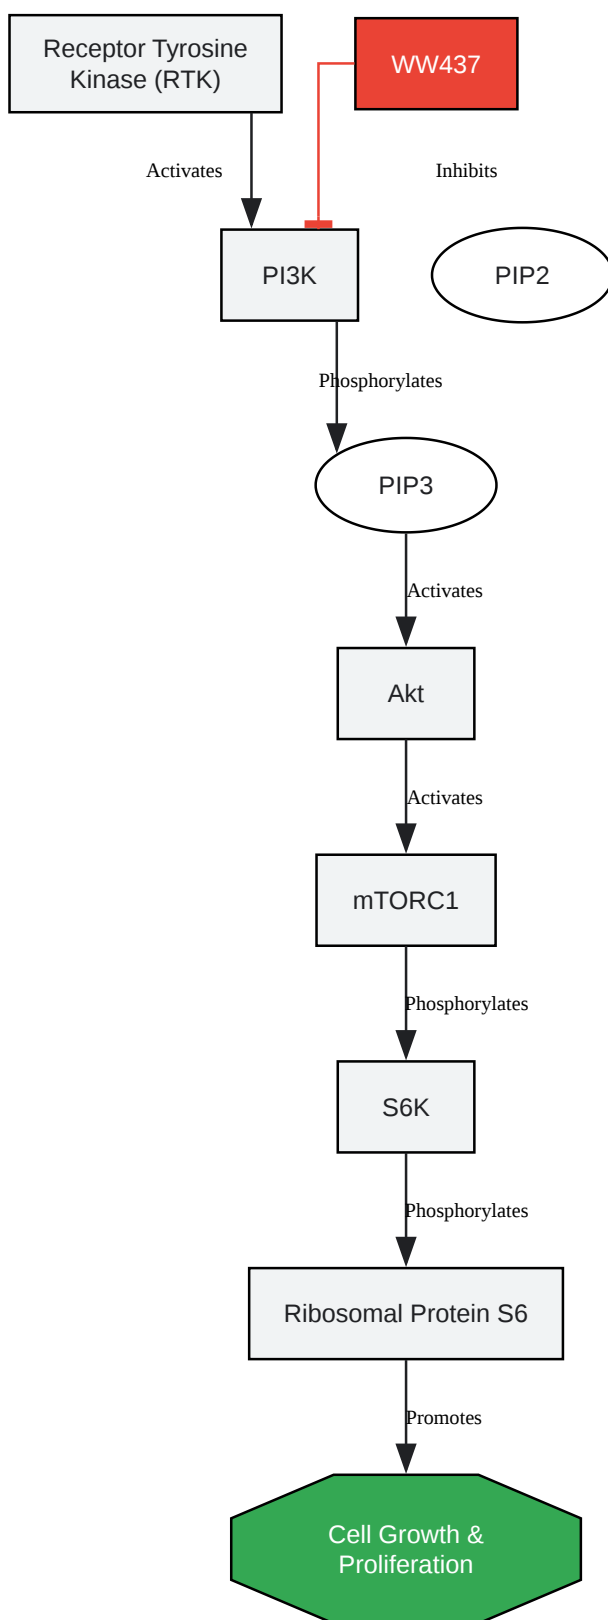 Receptor Tyrosine
Kinase (RTK)
WW437
Activates
Inhibits
PI3K
PIP2
Phosphorylates
PIP3
Activates
Akt
Activates
mTORC1
Phosphorylates
S6K
Phosphorylates
Ribosomal Protein S6
Promotes
Cell Growth &
Proliferation